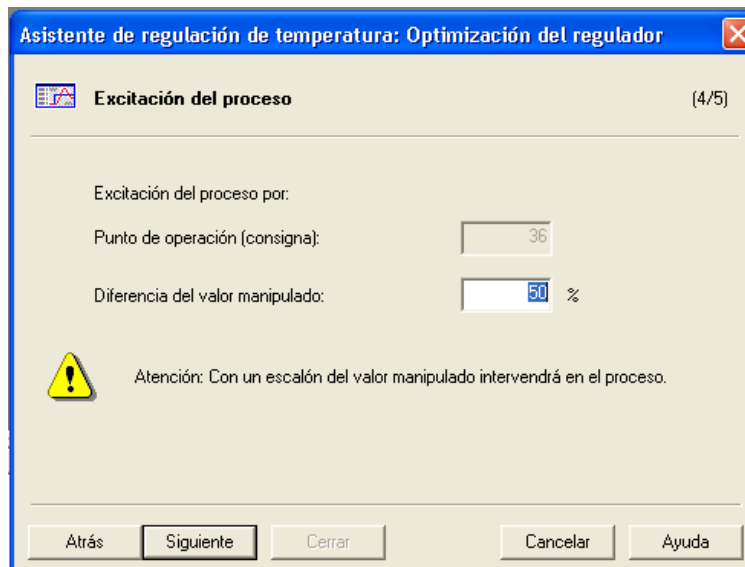 Asistente de regulación de temperatura: Optimización del regulador
Excitación del proceso (4/5)
Excitación del proceso por:
Punto de operación (consigna): 36
Diferencia del valor manipulado: 50 %
Atención: Con un escalón del valor manipulado intervendrá en el proceso.
Atrás Siguiente Cerrar Cancelar Ayuda